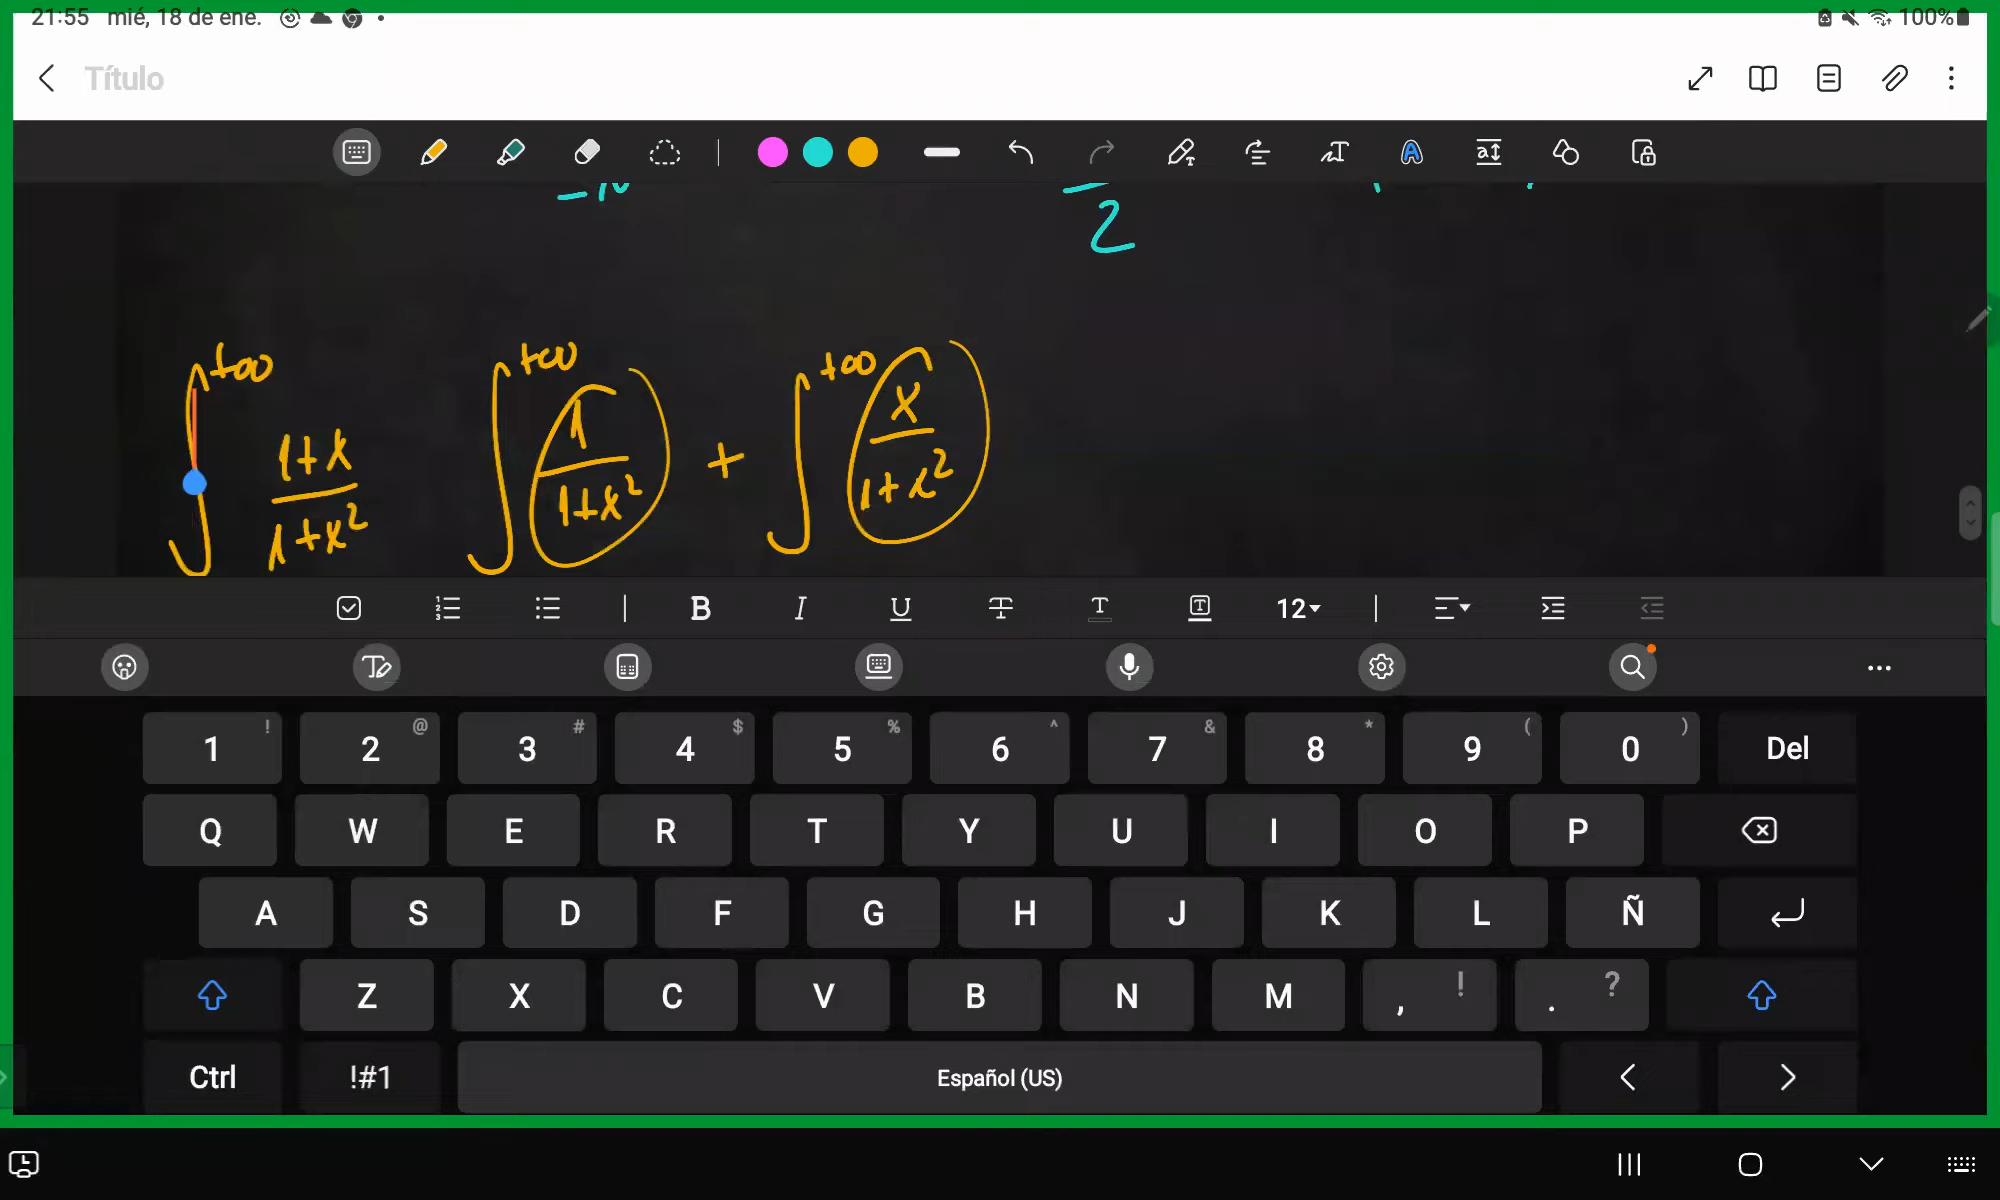 21:55 mié, 18 de ene. 100%
Título
2
∫ +∞ (1+x)/(1+x²) ∫ +∞ 1/(1+x²) + ∫ +∞ x/(1+x²)
B I U T T T 12
1 ! 2 @ 3 # 4 $ 5 % 6 ^ 7 & 8 * 9 ( 0 ) Del
Q W E R T Y U I O P
A S D F G H J K L Ñ
Z X C V B N M , ! . ?
Ctrl !#1 Español (US) < >